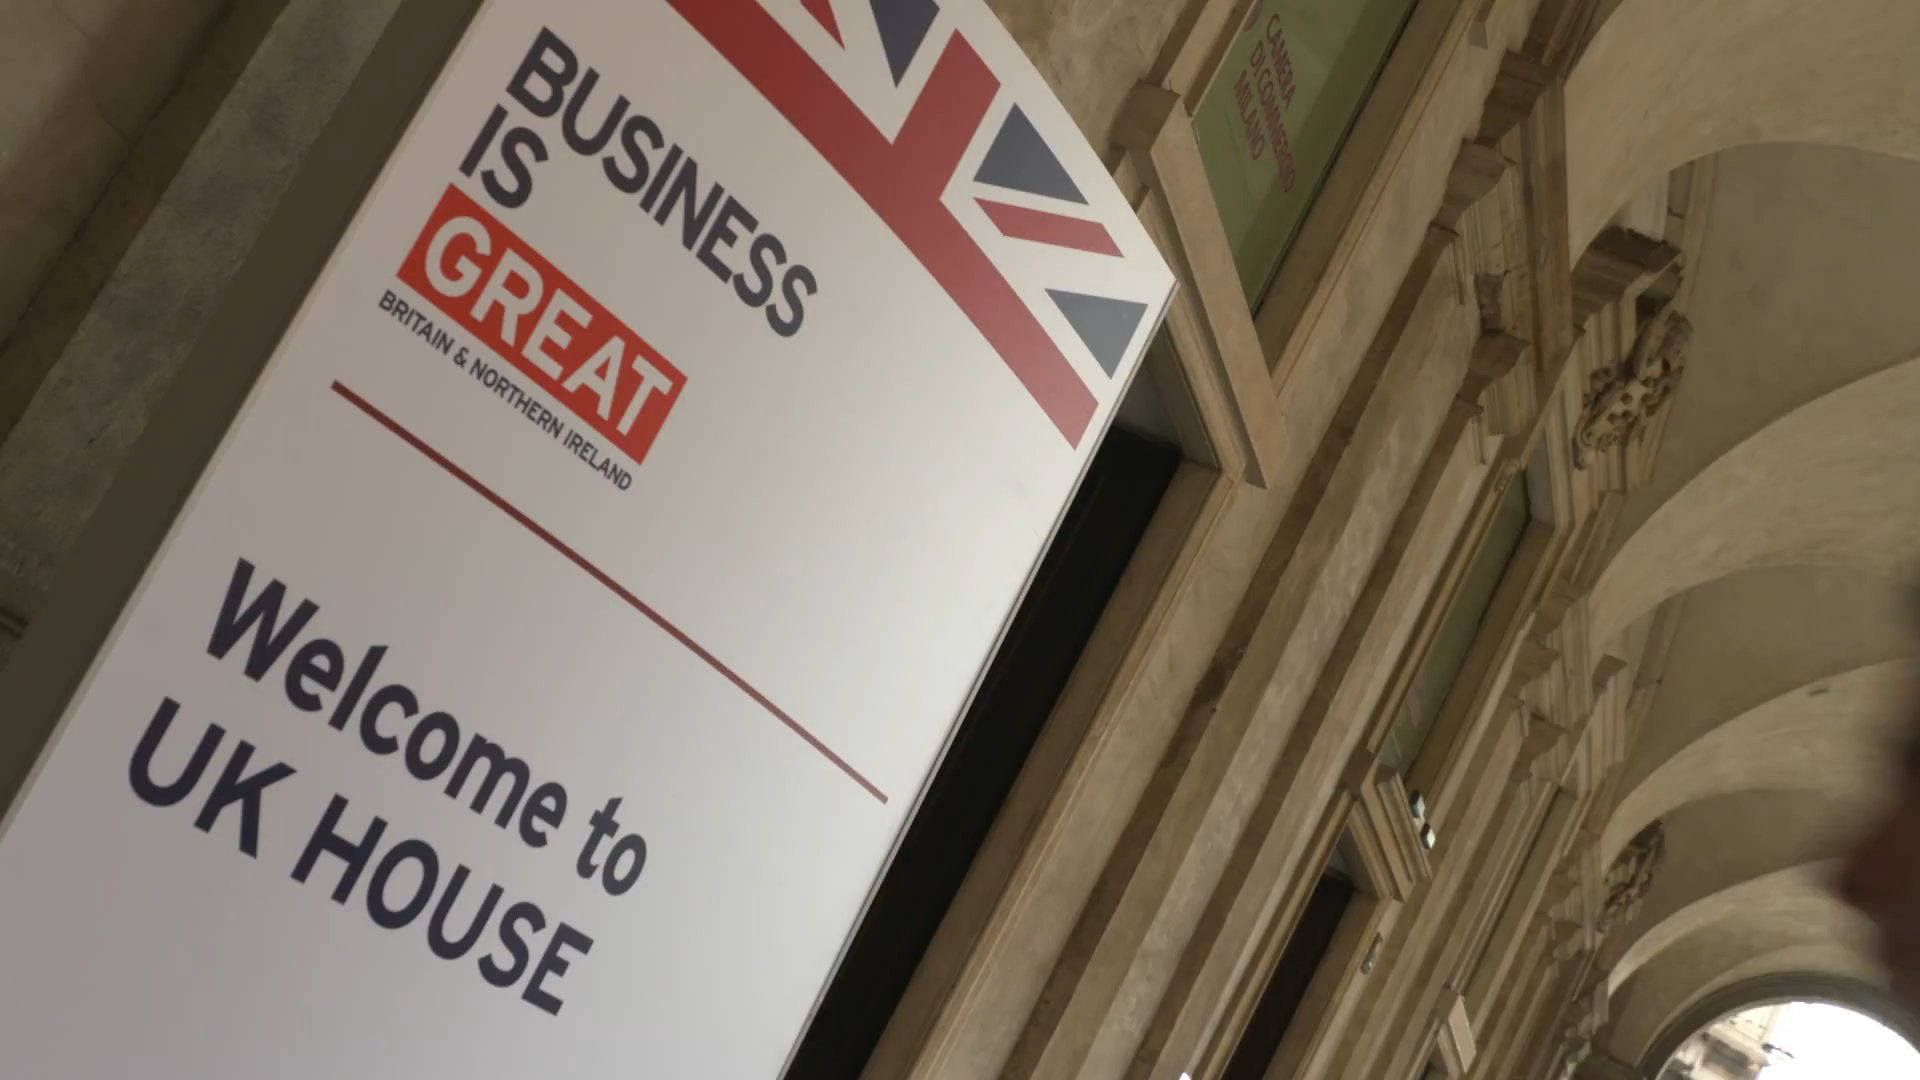 BUSINESS
IS
GREAT
BRITAIN & NORTHERN IRELAND
Welcome to
UK HOUSE
CAMERA
DI COMMERCIO
MILANO